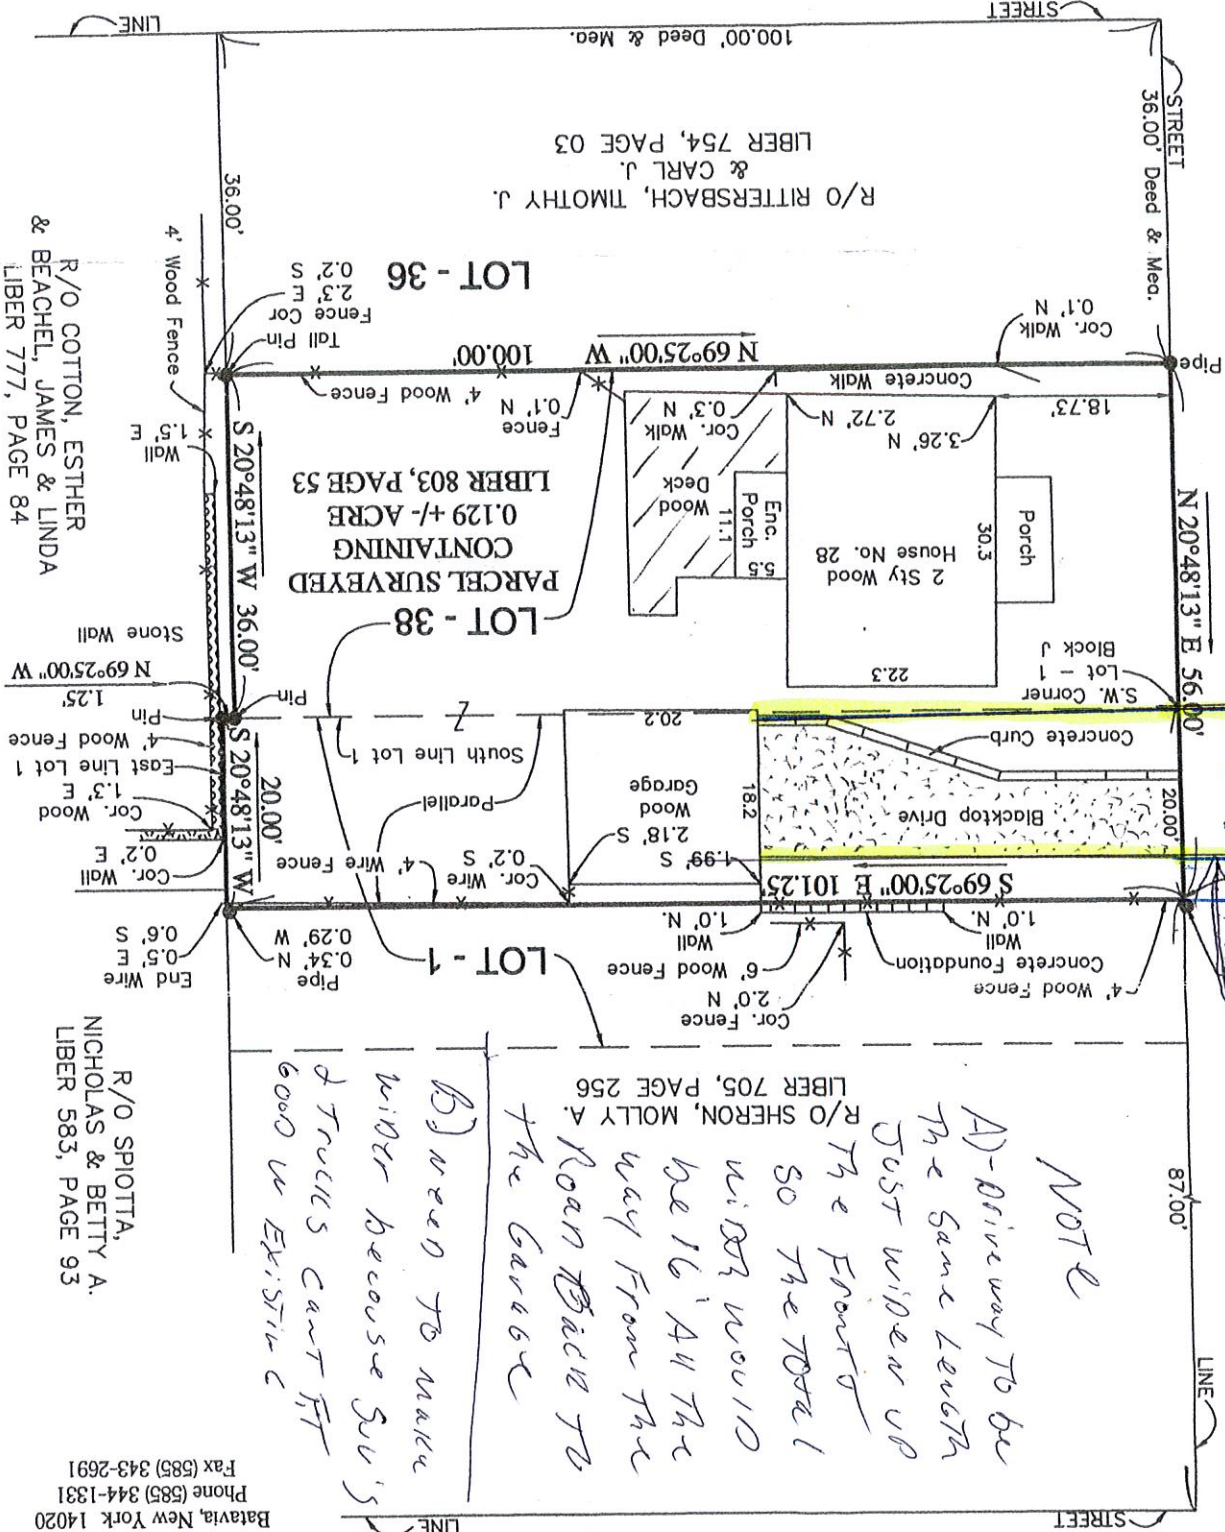 STREET
LINE
100.00' Deed & Mea.
STREET
36.00' Deed & Mea.
36.00'
R/O RITTERSBACH, TIMOTHY J.
& CARL J.
LIBER 754, PAGE 03
LOT - 36
4' Wood Fence
R/O COTTON, ESTHER
& BEACHEL, JAMES & LINDA
LIBER 777, PAGE 84
Tall Pin
Fence Cor
2.3' E
0.2' S
Cor. Walk
0.1' N
Pipe
N 69°25'00" W
100.00'
Concrete Walk
4' Wood Fence
Fence
0.1' N
Cor. Walk
0.3' N
2.72' N
3.26' N
18.73'
Wall
1.5' E
S 20°48'13" W 36.00'
N 20°48'13" E 56.00'
LOT - 38
PARCEL SURVEYED
CONTAINING
0.129 +/- ACRE
LIBER 803, PAGE 53
Wood
Deck
Enc.
Porch
11.1
5.5
2 Sty Wood
House No. 28
30.3
22.3
Porch
Stone Wall
N 69°25'00" W
1.25'
Pin
Pin
S.W. Corner
Lot - 1
Block J
South Line Lot 1
Parallel
20.2
Wood
Garage
18.2
2.18' S
1.99' S
Concrete Curb
Blacktop Drive
20.00'
4' Wood Fence
East Line Lot 1
Cor. Wood
1.3' E
Cor. Wall
0.2' E
S 20°48'13" W
20.00'
4' Wire Fence
Cor. Wire
0.2' S
S 69°25'00" E 101.25'
End Wire
0.5' E
0.6' S
Pipe
0.34' N
0.29' W
LOT - 1
Wall
1.0' N.
6' Wood Fence
Cor. Fence
2.0' N
Wall
1.0' N.
Concrete Foundation
4' Wood Fence
R/O SHERON, MOLLY A.
LIBER 705, PAGE 256
R/O SPIOTTA,
NICHOLAS & BETTY A.
LIBER 583, PAGE 93
87.00'
NOTe
A)-Driveway To be
The Same Length
JusT widen up
The FronT
So The ToTal
widTh would
be 16' All The
way From The
Road Back To
The Garage
B) need To make
wider because Suv's
& Trucks canT FiT
Good in ExisTinG
LINE
STREET
LINE
Batavia, New York 14020
Phone (585) 344-1331
Fax (585) 343-2691